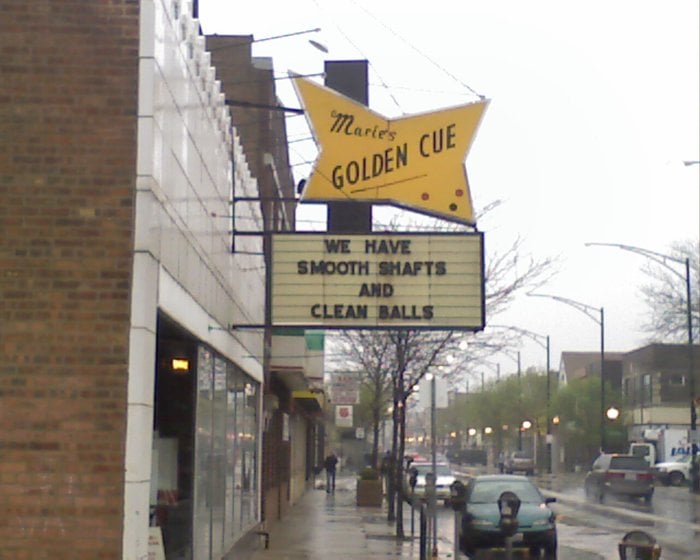 Marie's
GOLDEN CUE
WE HAVE
SMOOTH SHAFTS
AND
CLEAN BALLS